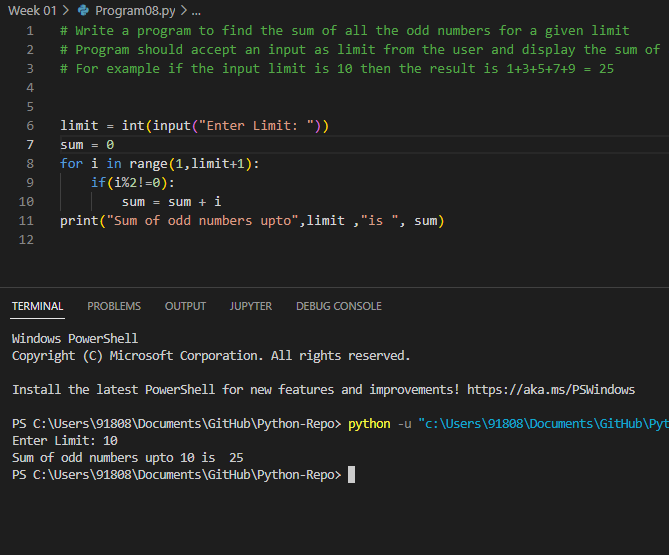 Week 01 > Program08.py > ...
1 # Write a program to find the sum of all the odd numbers for a given limit
2 # Program should accept an input as limit from the user and display the sum of
3 # For example if the input limit is 10 then the result is 1+3+5+7+9 = 25
4
5
6 limit = int(input("Enter Limit: "))
7 sum = 0
8 for i in range(1,limit+1):
9     if(i%2!=0):
10         sum = sum + i
11 print("Sum of odd numbers upto",limit ,"is ", sum)
12
TERMINAL PROBLEMS OUTPUT JUPYTER DEBUG CONSOLE
Windows PowerShell
Copyright (C) Microsoft Corporation. All rights reserved.
Install the latest PowerShell for new features and improvements! https://aka.ms/PSWindows
PS C:\Users\91808\Documents\GitHub\Python-Repo> python -u "c:\Users\91808\Documents\GitHub\Pyt
Enter Limit: 10
Sum of odd numbers upto 10 is  25
PS C:\Users\91808\Documents\GitHub\Python-Repo>